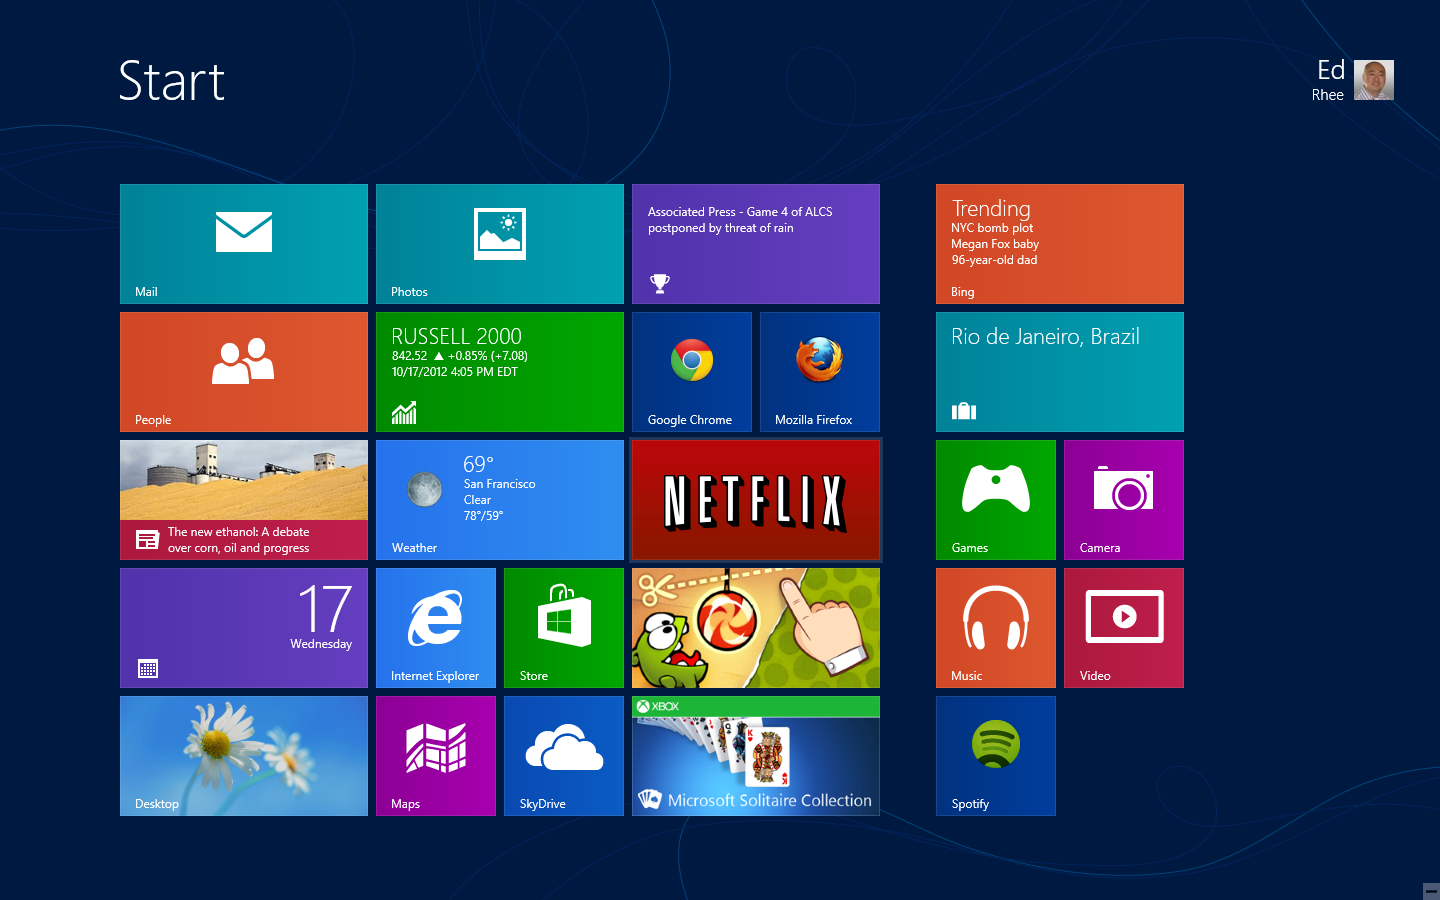 Start
Ed
Rhee
Mail
Photos
Associated Press - Game 4 of ALCS
postponed by threat of rain
Trending
NYC bomb plot
Megan Fox baby
96-year-old dad
Bing
People
RUSSELL 2000
842.52 ▲ +0.85% (+7.08)
10/17/2012 4:05 PM EDT
Google Chrome
Mozilla Firefox
Rio de Janeiro, Brazil
The new ethanol: A debate
over corn, oil and progress
69°
San Francisco
Clear
78°/59°
Weather
NETFLIX
Games
Camera
17
Wednesday
Internet Explorer
Store
Music
Video
Desktop
Maps
SkyDrive
XBOX
K
K
Microsoft Solitaire Collection
Spotify